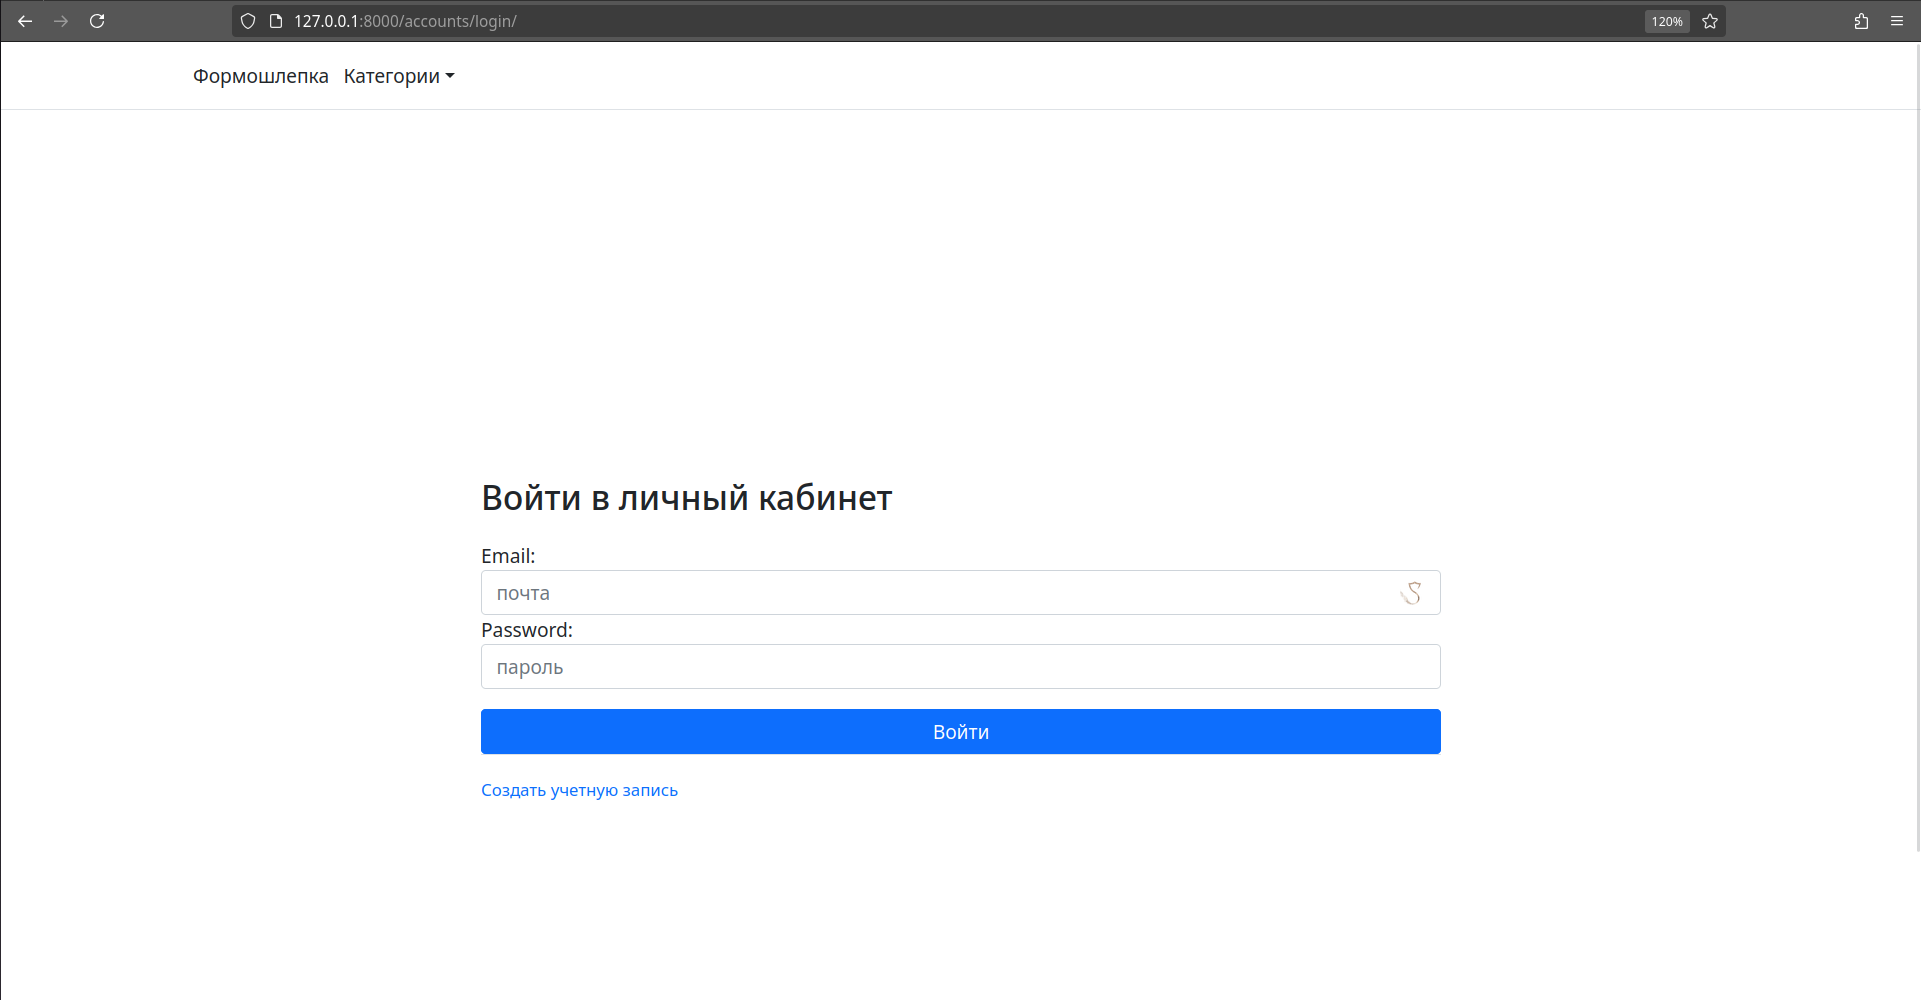 127.0.0.1:8000/accounts/login/ 120%
Формошлепка Категории
Войти в личный кабинет
Email:
почта
Password:
пароль
Войти
Создать учетную запись